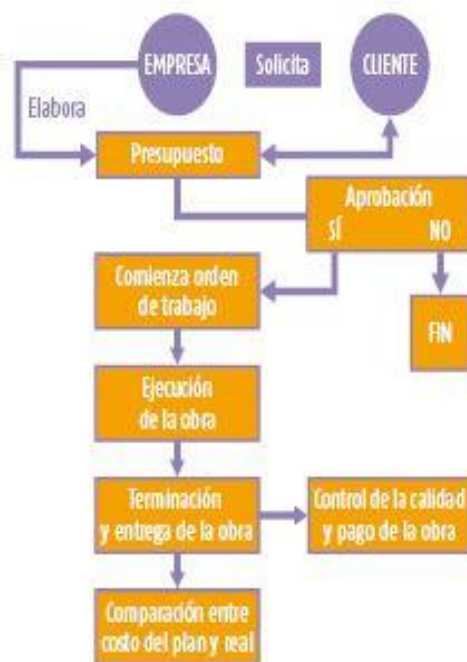 EMPRESA
Solicita
CLIENTE
Elabora
Presupuesto
Aprobación
SÍ NO
Comienza orden
de trabajo
FIN
Ejecución
de la obra
Terminación
y entrega de la obra
Control de la calidad
y pago de la obra
Comparación entre
costo del plan y real